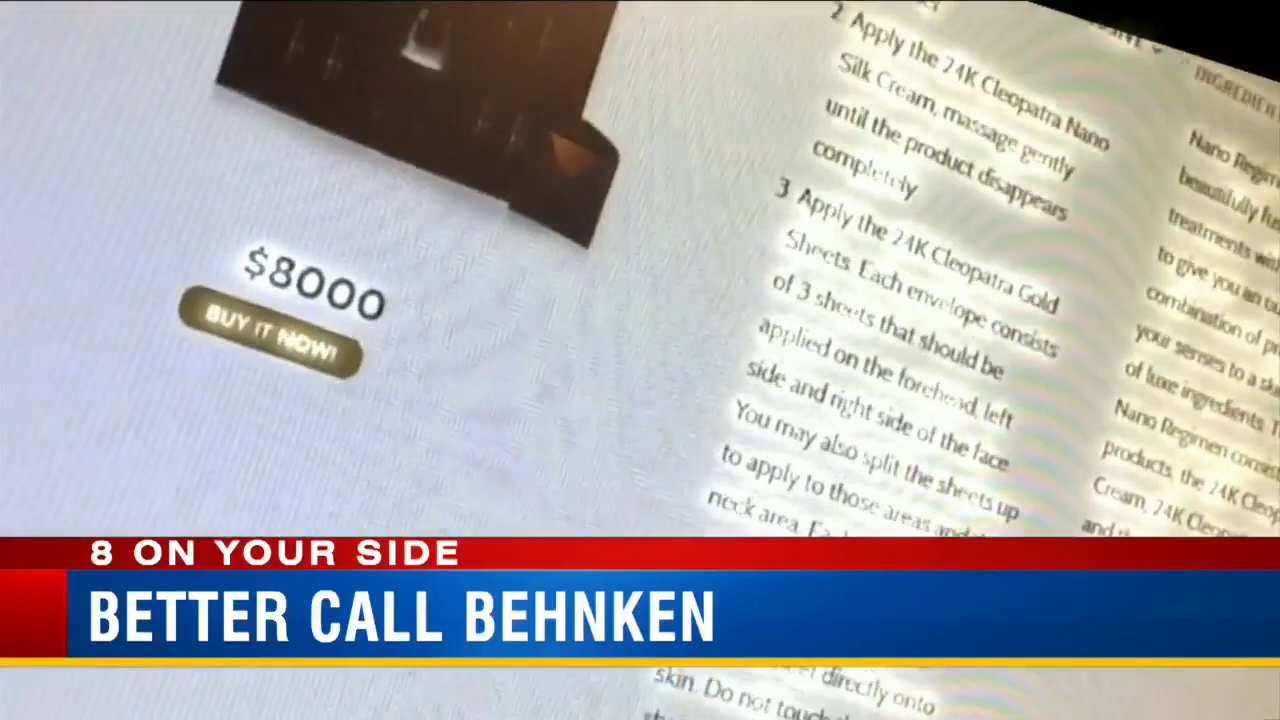 $8000
BUY IT NOW!
2 Apply the 24K Cleopatra Nano
Silk Cream, massage gently
until the product disappears
completely
3 Apply the 24K Cleopatra Gold
Sheets. Each envelope consists
of 3 sheets that should be
applied on the forehead, left
side and right side of the face
You may also split the sheets up
to apply to those areas and
neck area.
directly onto
skin. Do not touch
Nano
beautifully
treatments
to give you an
combination of
your senses to a
of luxe ingredients.
Nano Regimen
products, the 24K
Cream, 24K
and
8 ON YOUR SIDE
BETTER CALL BEHNKEN